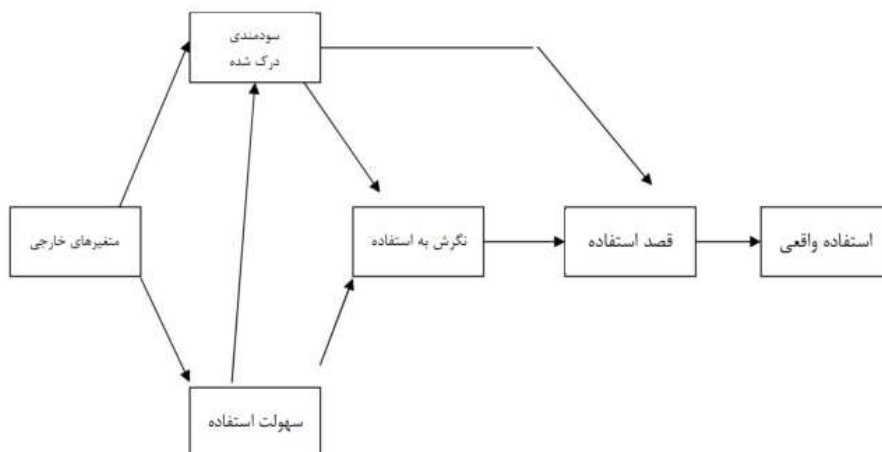 سودمندی
درک شده
متغیرهای خارجی
نگرش به استفاده
قصد استفاده
استفاده واقعی
سهولت استفاده